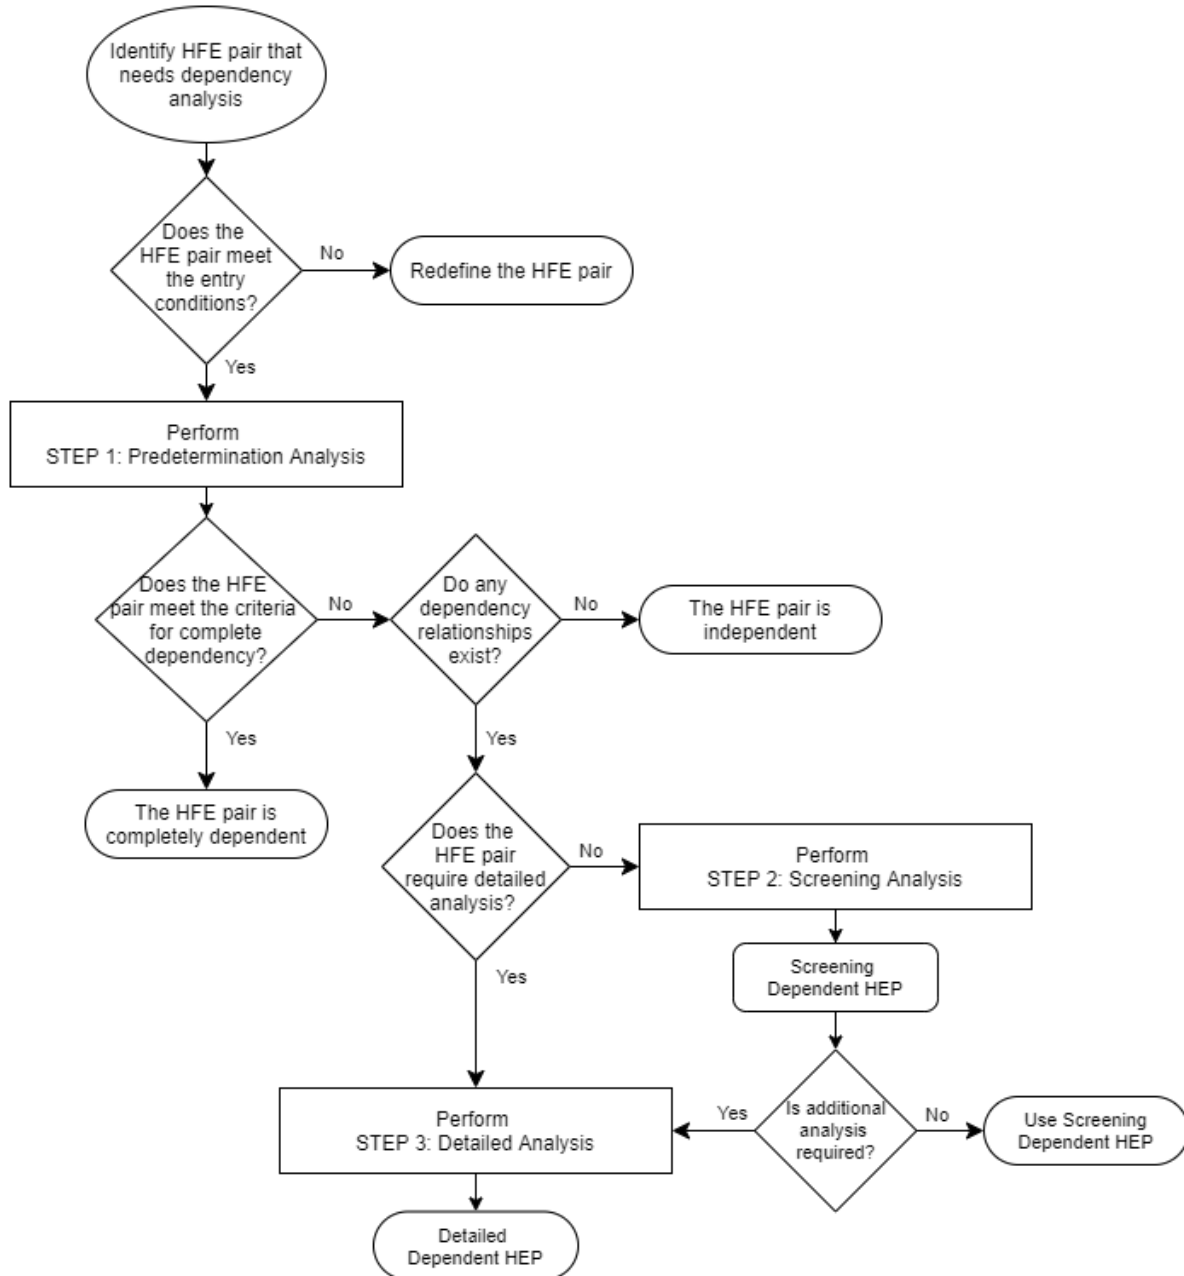 Identify HFE pair that
needs dependency
analysis
Does the
HFE pair meet
the entry
conditions?
No
Redefine the HFE pair
Yes
Perform
STEP 1: Predetermination Analysis
Does the HFE
pair meet the criteria
for complete
dependency?
No
Do any
dependency
relationships
exist?
No
The HFE pair is
independent
Yes
Yes
The HFE pair is
completely dependent
Does the
HFE pair
require detailed
analysis?
No
Perform
STEP 2: Screening Analysis
Yes
Screening
Dependent HEP
Is additional
analysis
required?
Yes
No
Use Screening
Dependent HEP
Perform
STEP 3: Detailed Analysis
Detailed
Dependent HEP